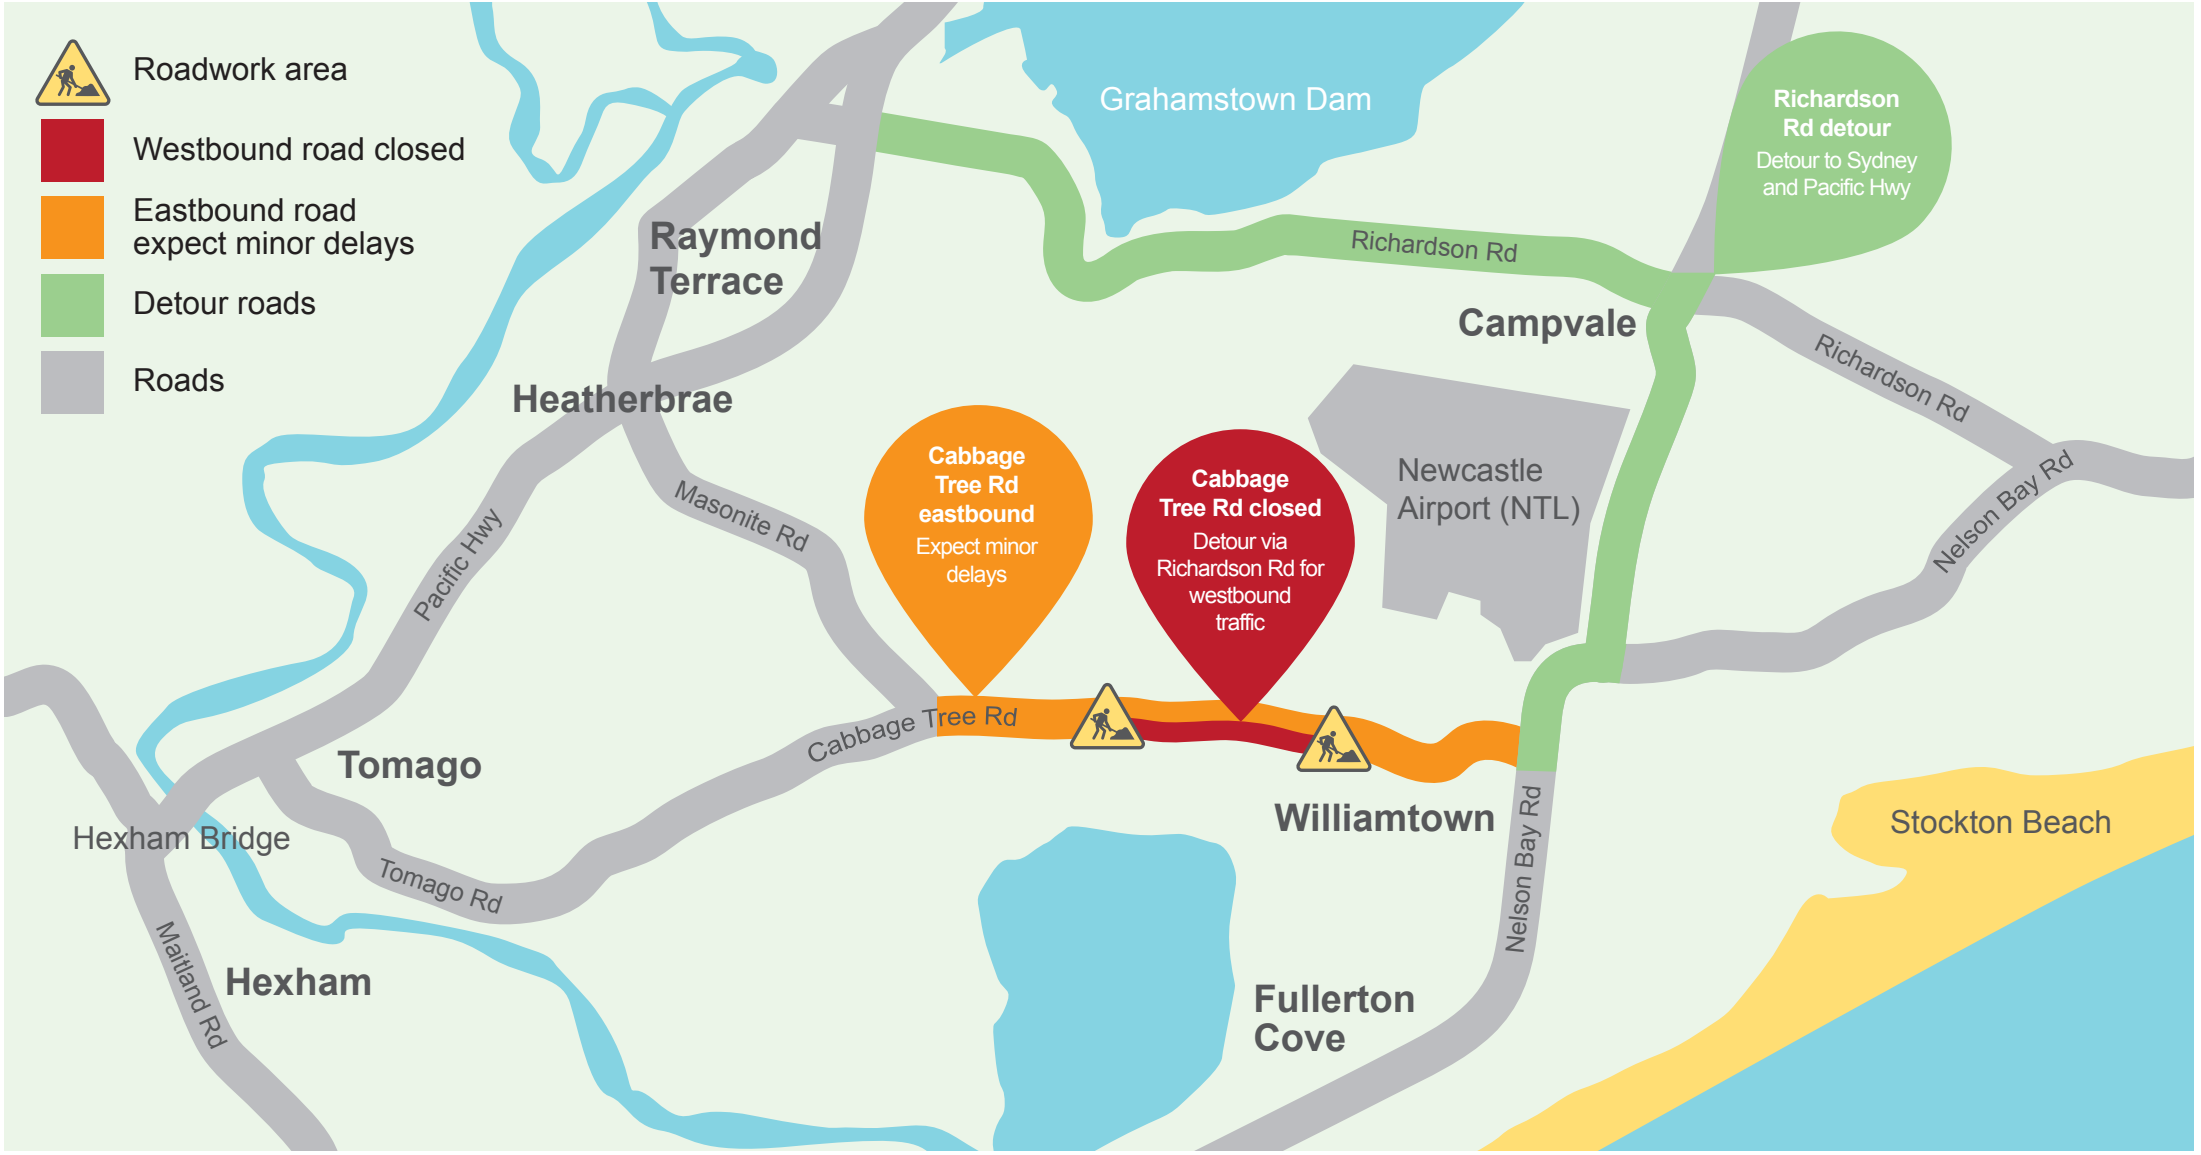 Roadwork area
Westbound road closed
Eastbound road
expect minor delays
Detour roads
Roads
Grahamstown Dam
Richardson
Rd detour
Detour to Sydney
and Pacific Hwy
Raymond
Terrace
Richardson Rd
Campvale
Richardson Rd
Heatherbrae
Masonite Rd
Pacific Hwy
Cabbage
Tree Rd
eastbound
Expect minor
delays
Cabbage
Tree Rd closed
Detour via
Richardson Rd for
westbound
traffic
Newcastle
Airport (NTL)
Nelson Bay Rd
Cabbage Tree Rd
Tomago
Hexham Bridge
Tomago Rd
Williamtown
Nelson Bay Rd
Stockton Beach
Maitland Rd
Hexham
Fullerton
Cove